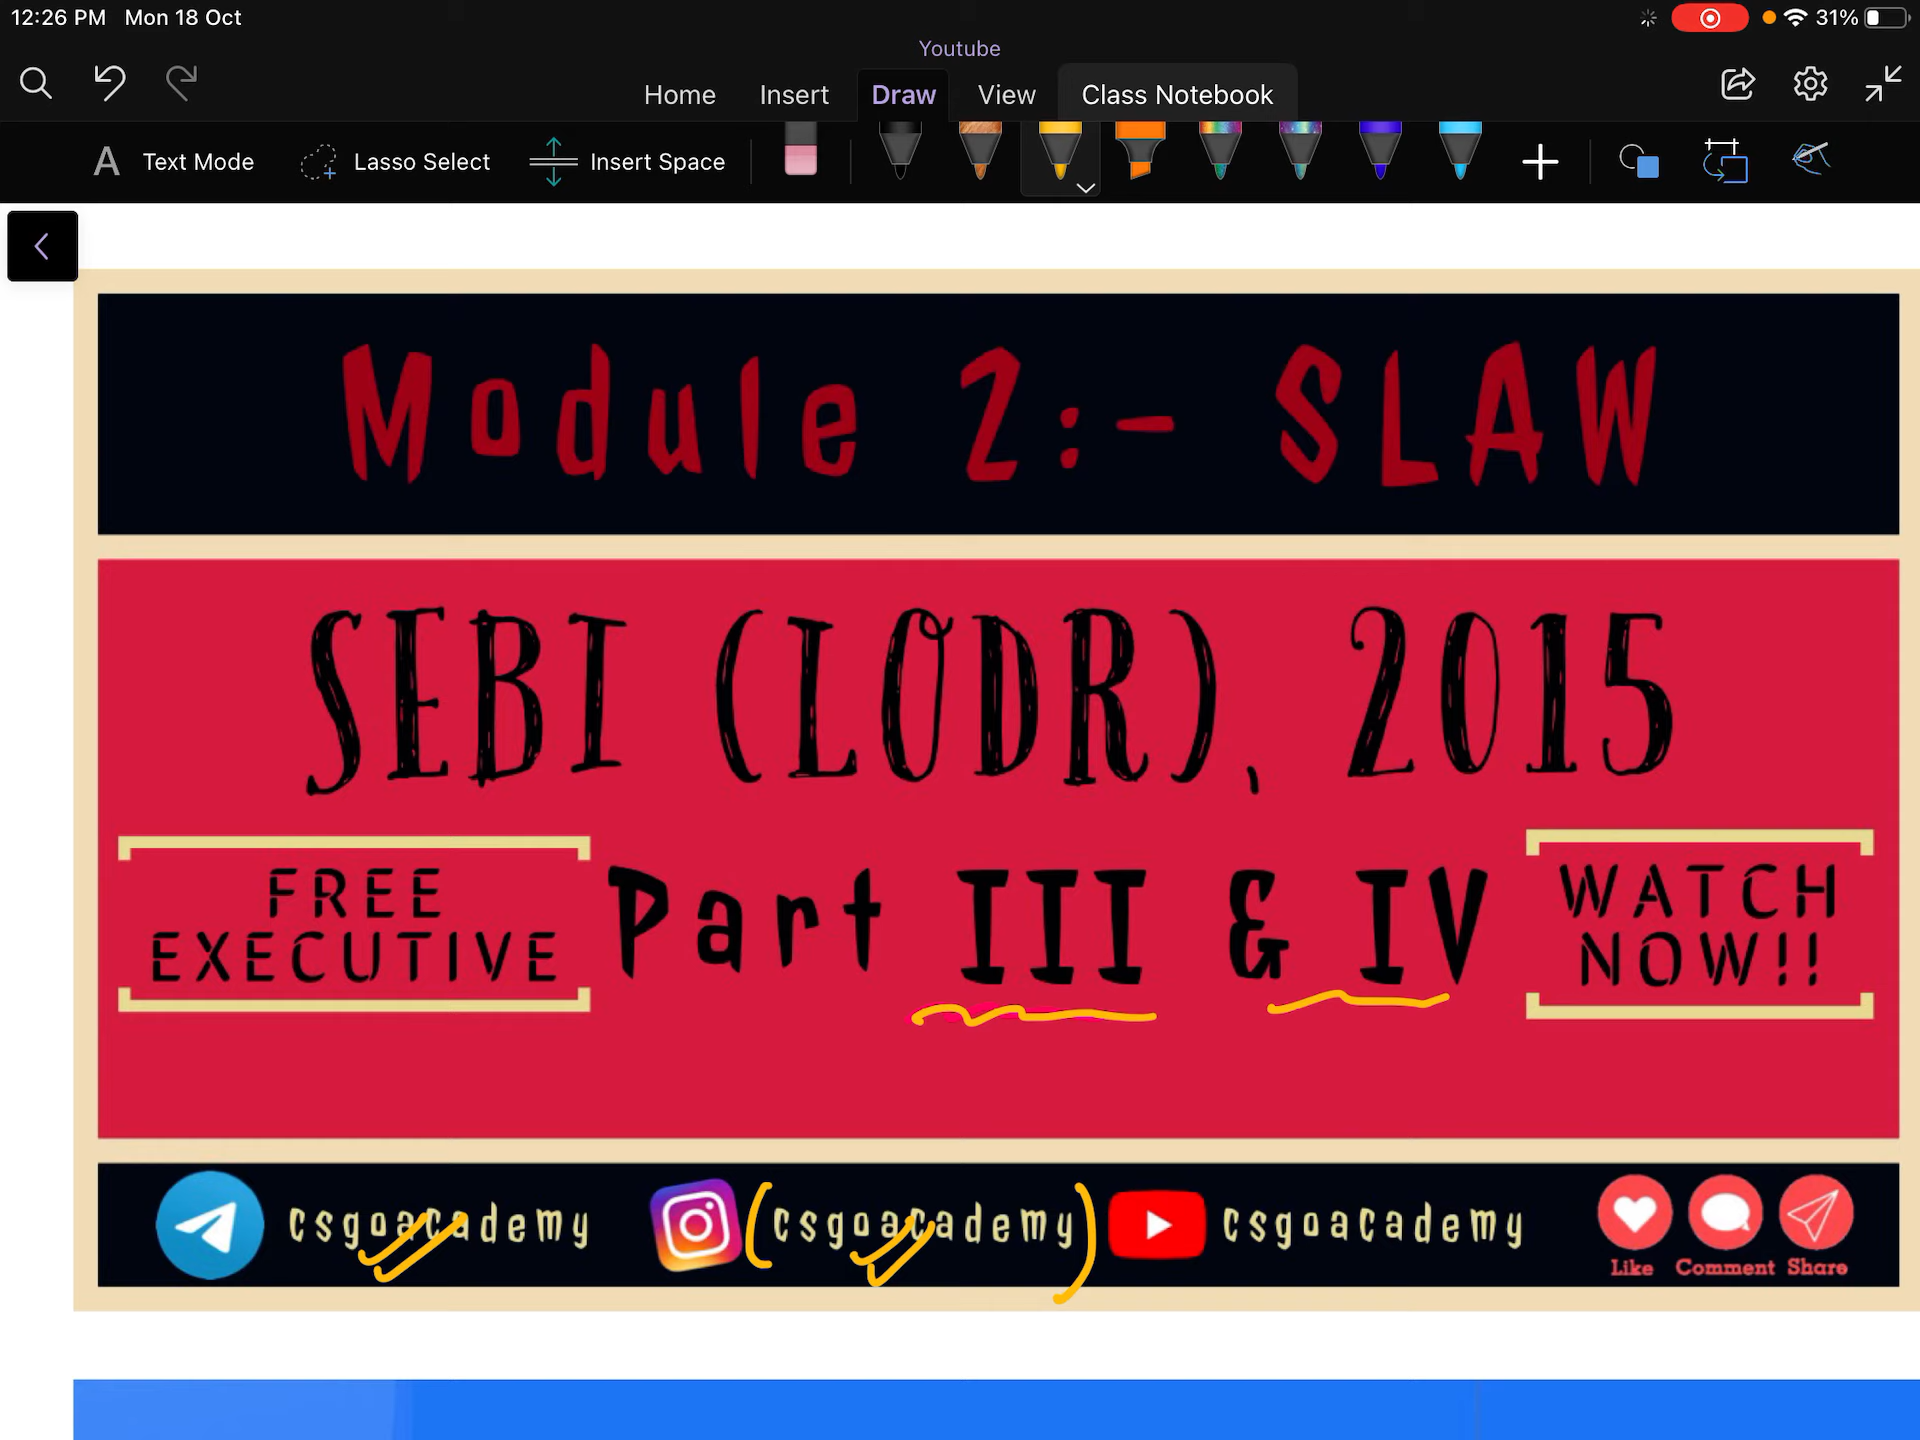 12:26 PM Mon 18 Oct 31%
Youtube
Home Insert Draw View Class Notebook
A Text Mode Lasso Select Insert Space
Module 2:- SLAW
SEBI (LODR), 2015
FREE
EXECUTIVE
Part III & IV
WATCH
NOW!!
csgoacademy csgoacademy csgoacademy
Like Comment Share